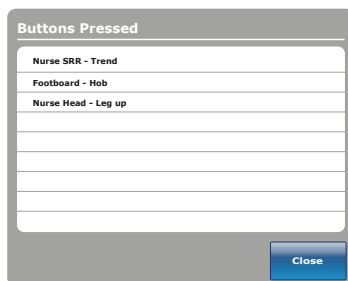 Buttons Pressed
Nurse SRR - Trend
Footboard - Hob
Nurse Head - Leg up
Close